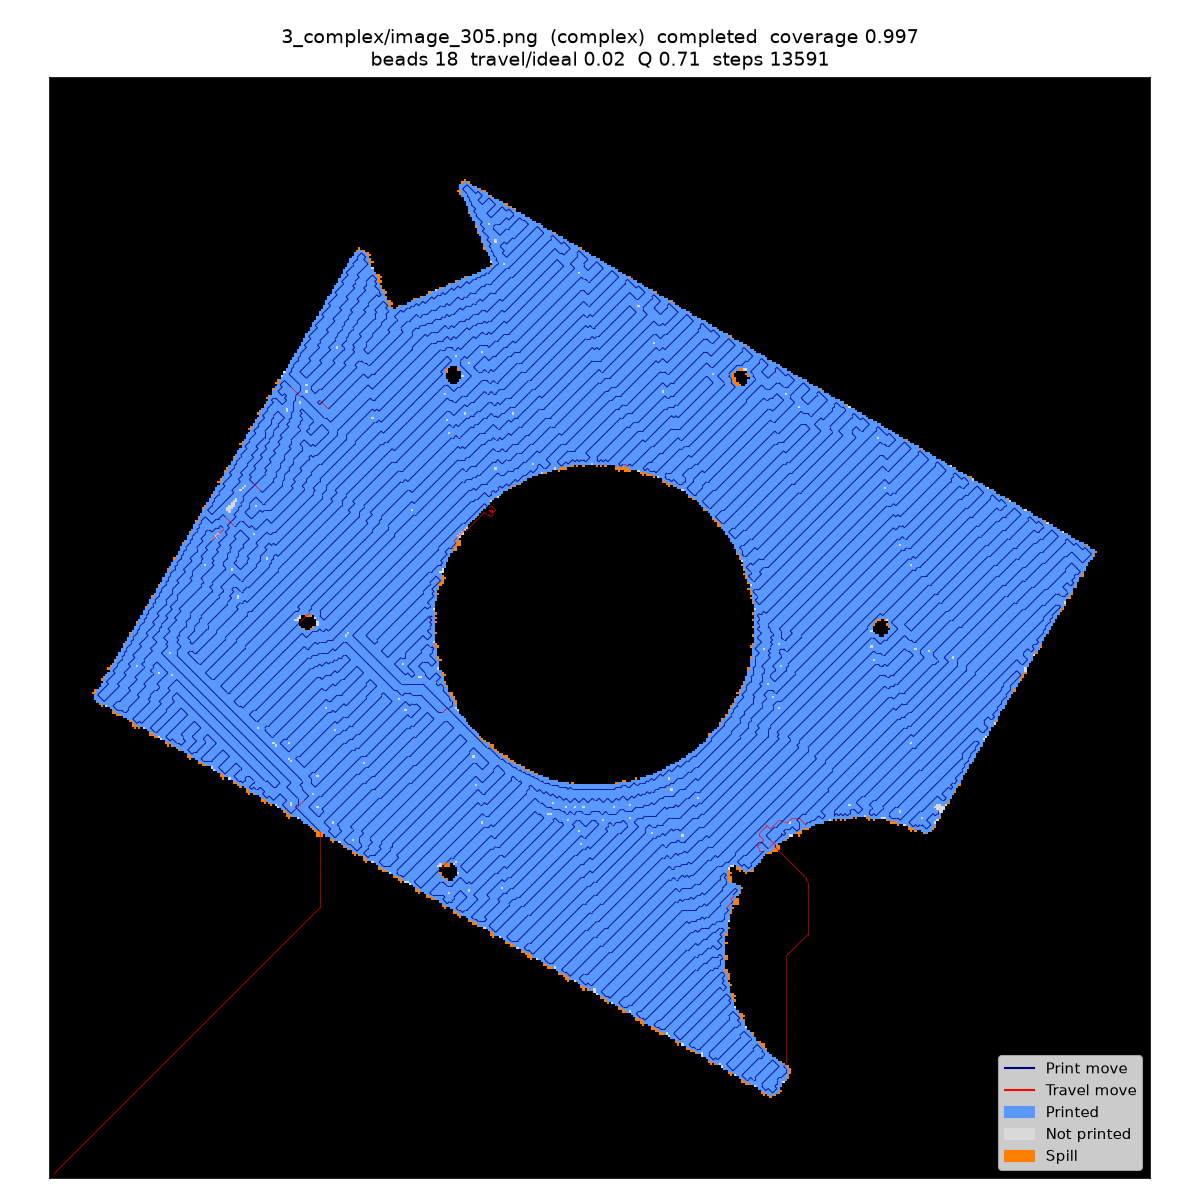 3_complex/image_305.png  (complex)  completed  coverage 0.997
beads 18  travel/ideal 0.02  Q 0.71  steps 13591
Print move
Travel move
Printed
Not printed
Spill